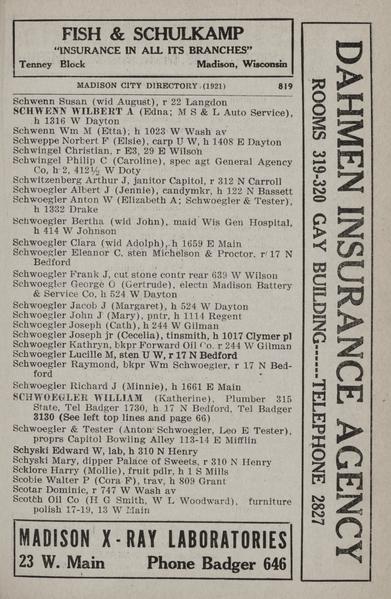 FISH & SCHULKAMP
"INSURANCE IN ALL ITS BRANCHES"
Tenney Block Madison, Wisconsin
MADISON CITY DIRECTORY (1921) 819
Schwenn Susan (wid August), r 22 Langdon
SCHWENN WILBERT A (Edna; M S & L Auto Service),
h 1316 W Dayton
Schwenn Wm M (Etta); h 1023 W Wash av
Schweppe Norbert F (Elsie), carp U W, h 1408 E Dayton
Schwingel Christian, r E3, 29 E Wilson
Schwingel Philip C (Caroline), spec agt General Agency
Co, h 2, 412½ W Doty
Schwitzenberg Arthur J, janitor Capitol, r 312 N Carroll
Schwoegler Albert J (Jennie), candymkr, h 122 N Bassett
Schwoegler Anton W (Elizabeth A; Schwoegler & Tester),
h 1332 Drake
Schwoegler Bertha (wid John), maid Wis Gen Hospital,
h 414 W Johnson
Schwoegler Clara (wid Adolph), h 1659 E Main
Schwoegler Eleanor C, sten Michelson & Proctor, r 17 N
Bedford
Schwoegler Frank J, cut stone contr rear 639 W Wilson
Schwoegler George O (Gertrude), electn Madison Battery
& Service Co, h 524 W Dayton
Schwoegler Jacob J (Margaret), h 524 W Dayton
Schwoegler John J (Mary), pntr, h 1114 Regent
Schwoegler Joseph (Cath), h 244 W Gilman
Schwoegler Joseph jr (Cecelia), tinsmith, h 1017 Clymer pl
Schwoegler Kathryn, bkpr Forward Oil Co, r 244 W Gilman
Schwoegler Lucille M, sten U W, r 17 N Bedford
Schwoegler Raymond, bkpr Wm Schwoegler, r 17 N Bed-
ford
Schwoegler Richard J (Minnie), h 1661 E Main
SCHWOEGLER WILLIAM (Katherine), Plumber 315
State, Tel Badger 1730, h 17 N Bedford, Tel Badger
3130 (See left top lines and page 66)
Schwoegler & Tester (Anton Schwoegler, Leo E Tester),
proprs Capitol Bowling Alley 113-14 E Mifflin
Schyski Edward W, lab, h 310 N Henry
Schyski Mary, dipper Palace of Sweets, r 310 N Henry
Scklore Harry (Mollie), fruit pdlr, h 1 S Mills
Scobie Walter P (Cora F), trav, h 809 Grant
Scotar Dominic, r 747 W Wash av
Scotch Oil Co (H G Smith, W L Woodward), furniture
polish 17-19, 13 W Main
MADISON X-RAY LABORATORIES
23 W. Main Phone Badger 646
DAHMEN INSURANCE AGENCY
ROOMS 319-320 GAY BUILDING------TELEPHONE 2827